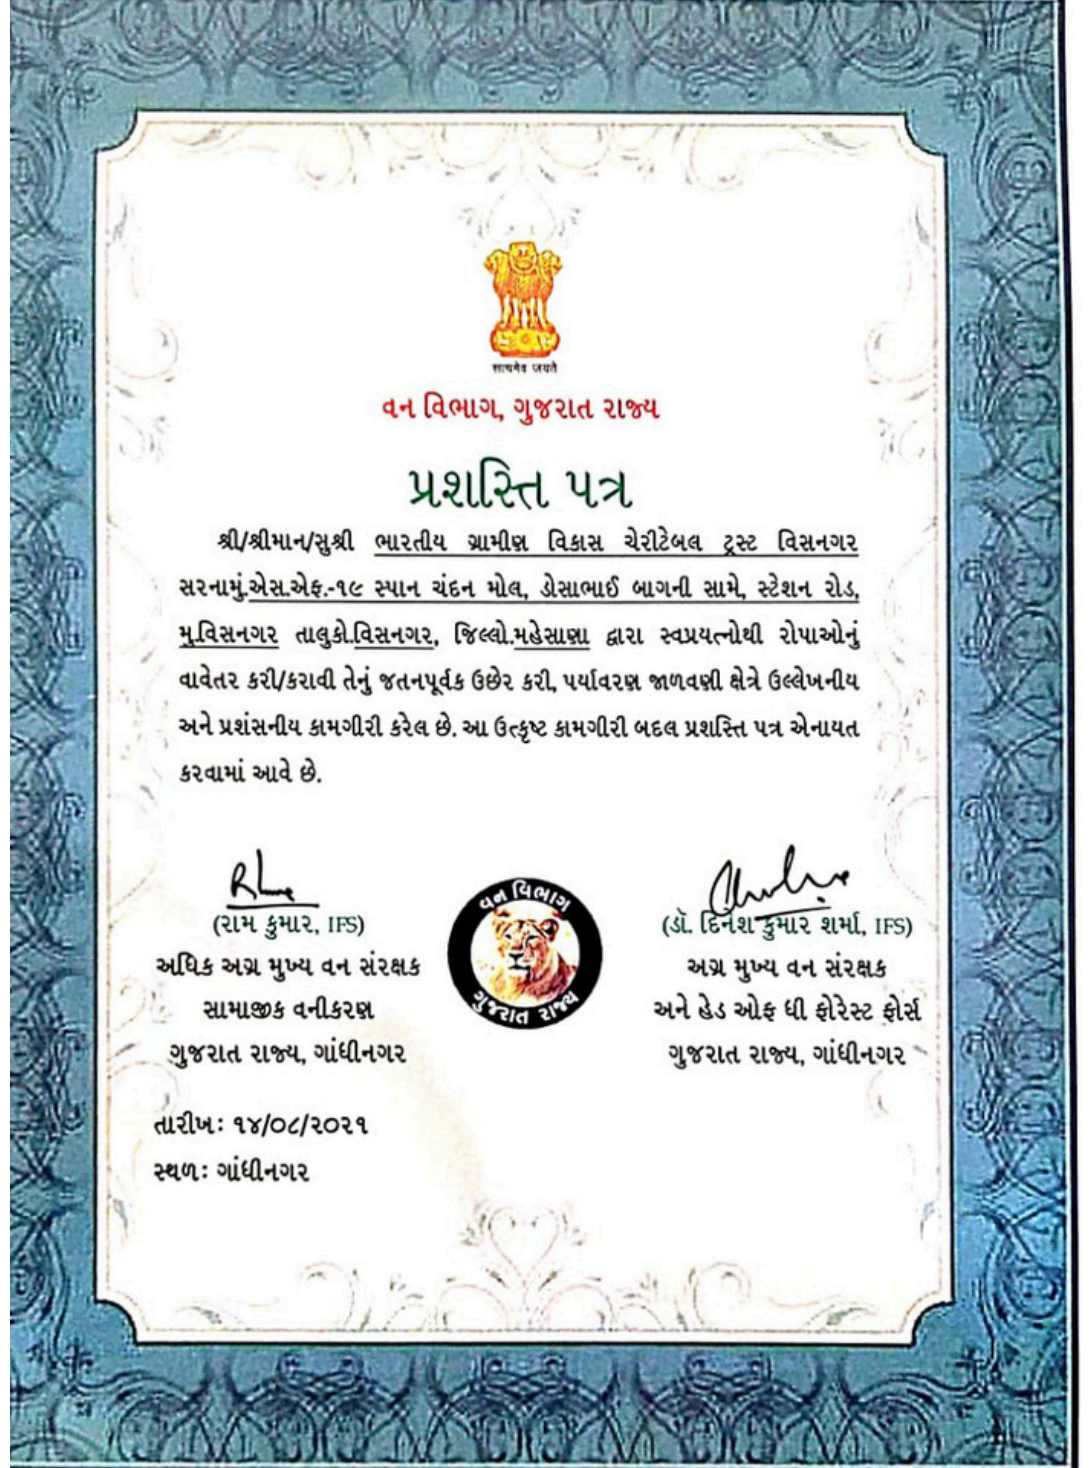 सत्यमेव जयते
વન વિભાગ, ગુજરાત રાજ્ય
પ્રશસ્તિ પત્ર
શ્રી/શ્રીમાન/સુશ્રી ભારતીય ગ્રામીણ વિકાસ ચેરીટેબલ ટ્રસ્ટ વિસનગર
સરનામું.એસ.એફ.-૧૯ સ્પાન ચંદન મોલ, ડોસાભાઈ બાગની સામે, સ્ટેશન રોડ,
મુ.વિસનગર તાલુકો.વિસનગર, જિલ્લો.મહેસાણા દ્વારા સ્વપ્રયત્નોથી રોપાઓનું
વાવેતર કરી/કરાવી તેનું જતનપૂર્વક ઉછેર કરી, પર્યાવરણ જાળવણી ક્ષેત્રે ઉલ્લેખનીય
અને પ્રશંસનીય કામગીરી કરેલ છે. આ ઉત્કૃષ્ટ કામગીરી બદલ પ્રશસ્તિ પત્ર એનાયત
કરવામાં આવે છે.
(રામ કુમાર, IFS)
અધિક અગ્ર મુખ્ય વન સંરક્ષક
સામાજીક વનીકરણ
ગુજરાત રાજ્ય, ગાંધીનગર
વન વિભાગ
ગુજરાત રાજ્ય
(ડૉ. દિનેશ કુમાર શર્મા, IFS)
અગ્ર મુખ્ય વન સંરક્ષક
અને હેડ ઓફ ધી ફોરેસ્ટ ફોર્સ
ગુજરાત રાજ્ય, ગાંધીનગર
તારીખઃ ૧૪/૦૮/૨૦૨૧
સ્થળઃ ગાંધીનગર